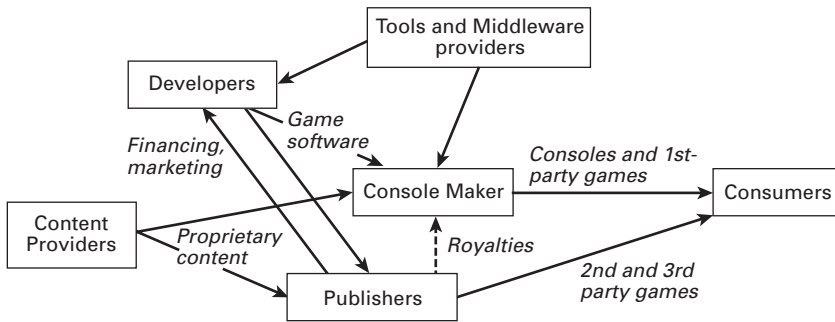 Tools and Middleware
providers
Developers
Game
software
Financing,
marketing
Consoles and 1st-
party games
Console Maker
Consumers
Content
Providers
Proprietary
content
Royalties
2nd and 3rd
party games
Publishers